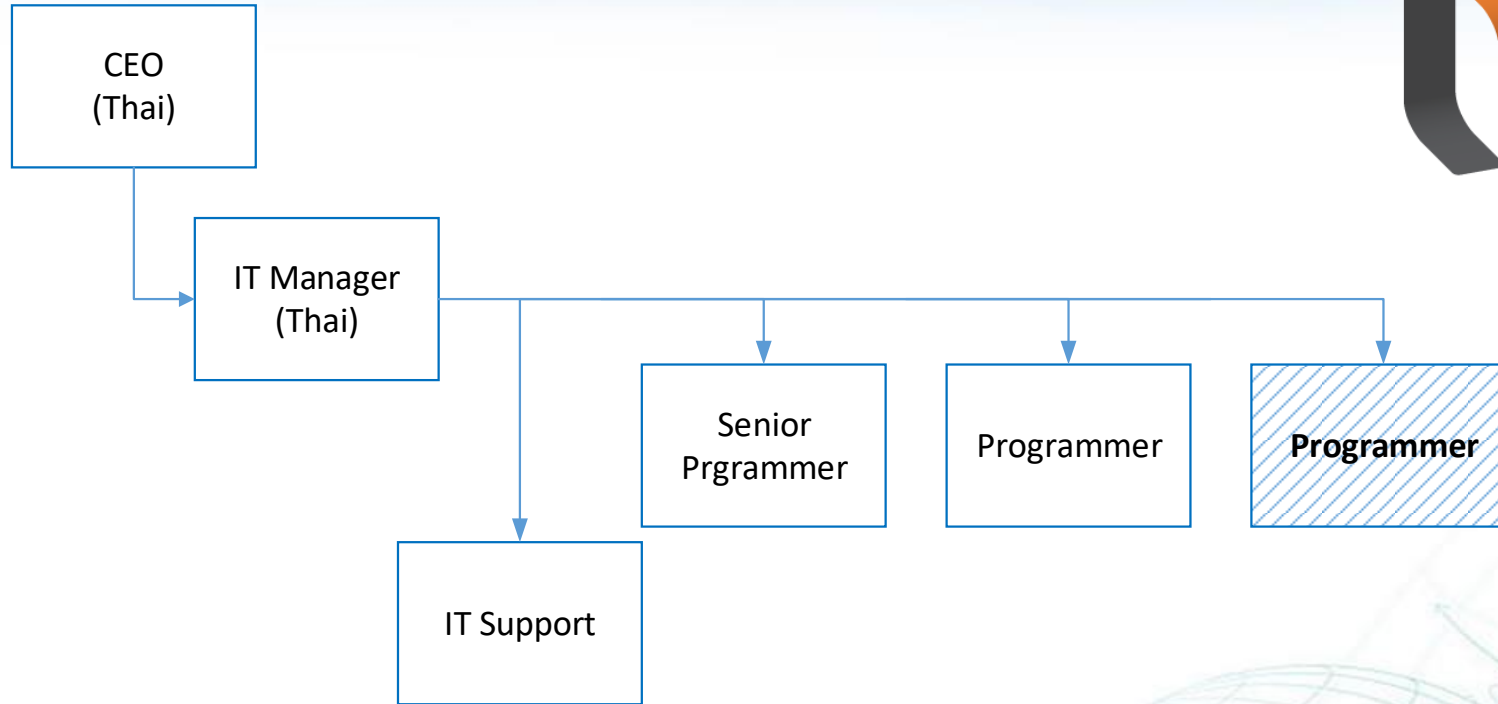 CEO
(Thai)
IT Manager
(Thai)
Senior
Prgrammer
Programmer
Programmer
IT Support